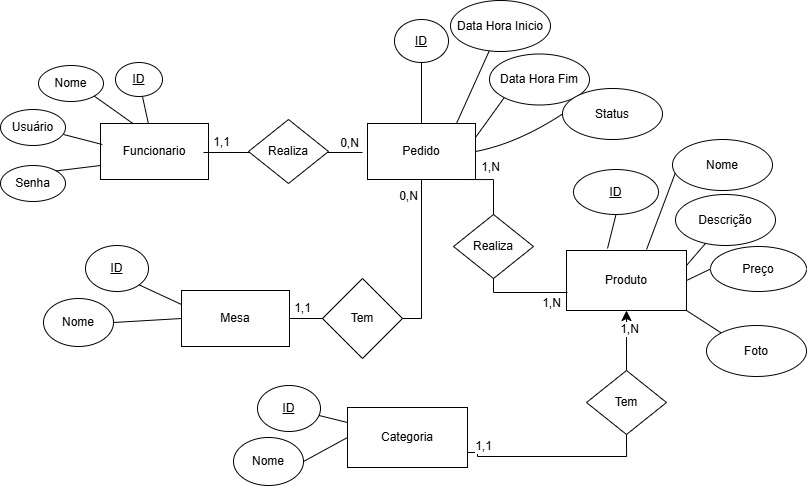 Data Hora Inicio
ID
Nome
ID
Data Hora Fim
Status
Usuário
Funcionario
1,1
Realiza
0,N
Pedido
1,N
Senha
0,N
Nome
ID
Descrição
Realiza
ID
Produto
Preço
Mesa
1,1
Tem
1,N
Nome
1,N
Foto
Tem
ID
Categoria
1,1
Nome